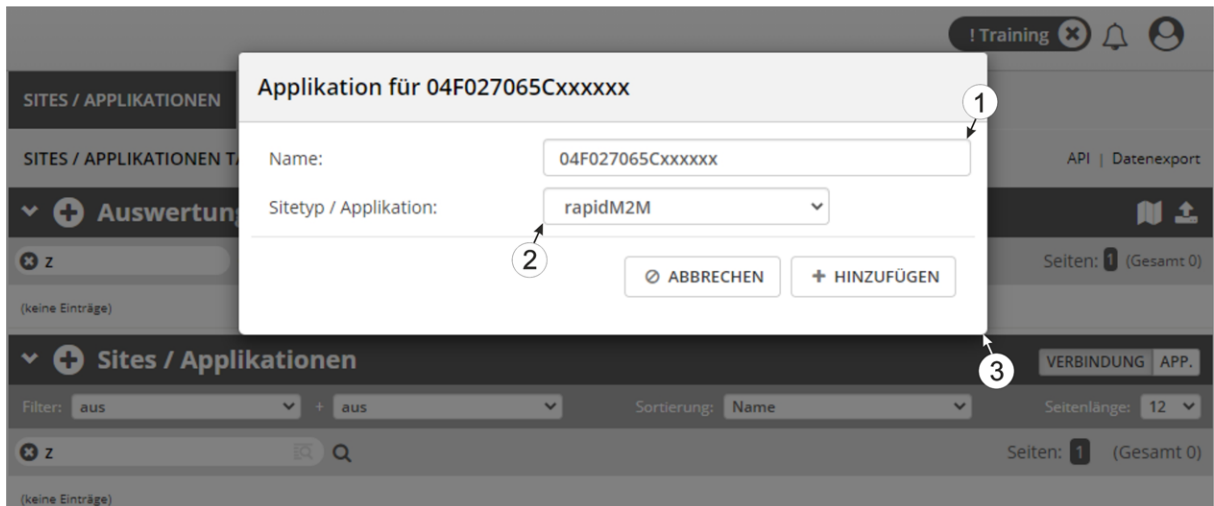 ! Training
SITES / APPLIKATIONEN
Applikation für 04F027065Cxxxxxx
1
SITES / APPLIKATIONEN
Name:
04F027065Cxxxxxx
API | Datenexport
Sitetyp / Applikation:
rapidM2M
2
z
Seiten: 1 (Gesamt 0)
ABBRECHEN
HINZUFÜGEN
(keine Einträge)
3
Sites / Applikationen
VERBINDUNG APP.
Filter: aus + aus Sortierung: Name Seitenlänge: 12
z
Seiten: 1 (Gesamt 0)
(keine Einträge)